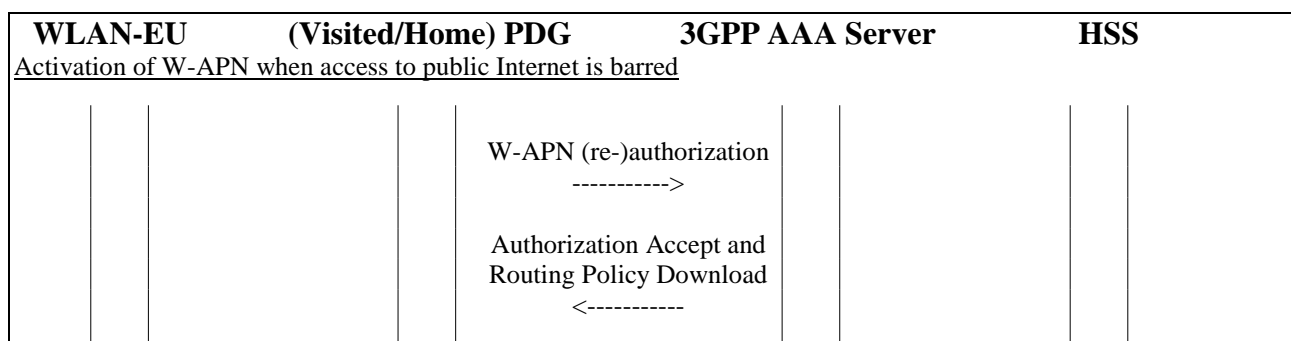 WLAN-EU (Visited/Home) PDG 3GPP AAA Server HSS
Activation of W-APN when access to public Internet is barred
W-APN (re-)authorization
----------->
Authorization Accept and
Routing Policy Download
<-----------